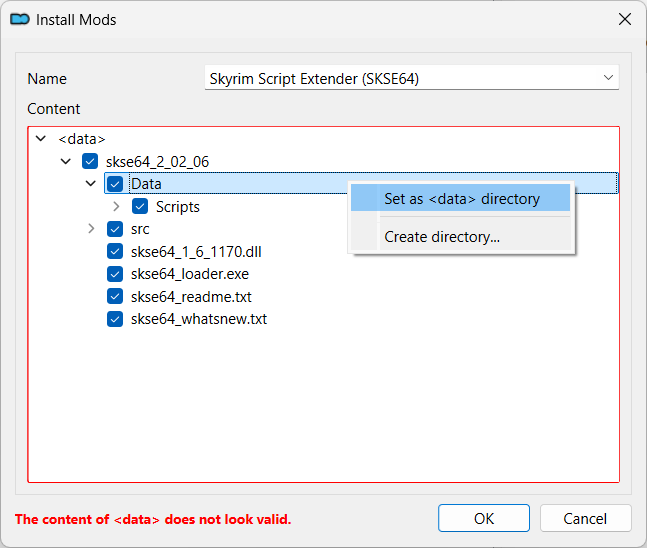 Install Mods
Name
Skyrim Script Extender (SKSE64)
Content
<data>
skse64_2_02_06
Data
Set as <data> directory
Scripts
src
Create directory...
skse64_1_6_1170.dll
skse64_loader.exe
skse64_readme.txt
skse64_whatsnew.txt
The content of <data> does not look valid.
OK
Cancel